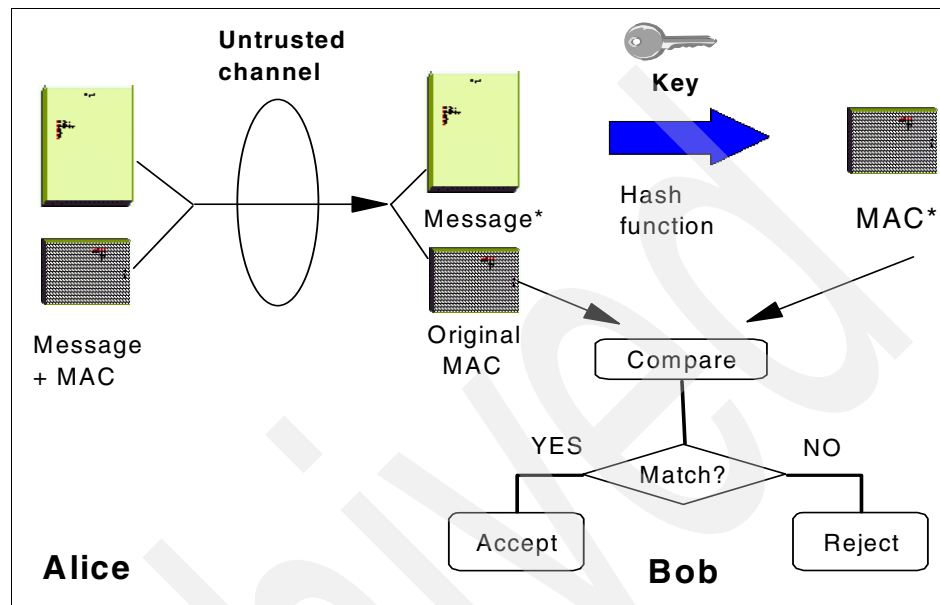 Untrusted
channel
Key
Message*
Hash
function
MAC*
Message
+ MAC
Original
MAC
Compare
YES
NO
Match?
Accept
Reject
Alice
Bob